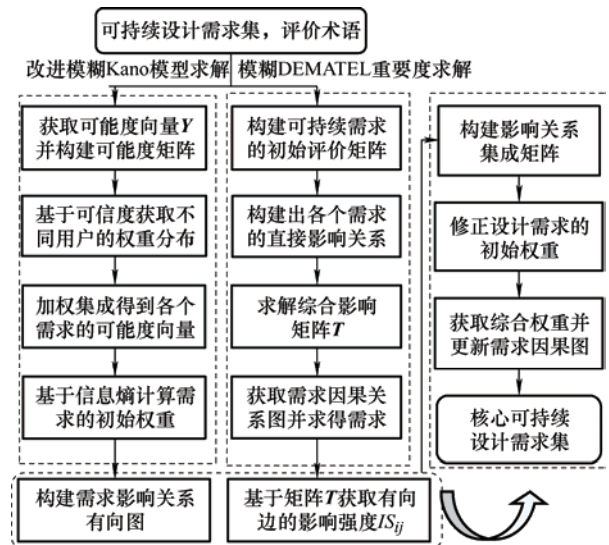 可持续设计需求集，评价术语
改进模糊Kano模型求解
模糊DEMATEL重要度求解
获取可能度向量Y
并构建可能度矩阵
基于可信度获取不
同用户的权重分布
加权集成得到各个
需求的可能度向量
基于信息熵计算需
求的初始权重
构建需求影响关系
有向图
构建可持续需求
的初始评价矩阵
构建出各个需求
的直接影响关系
求解综合影响
矩阵T
获取需求因果关
系图并求得需求
基于矩阵T获取有向
边的影响强度ISij
构建影响关系
集成矩阵
修正设计需求的
初始权重
获取综合权重并
更新需求因果图
核心可持续
设计需求集